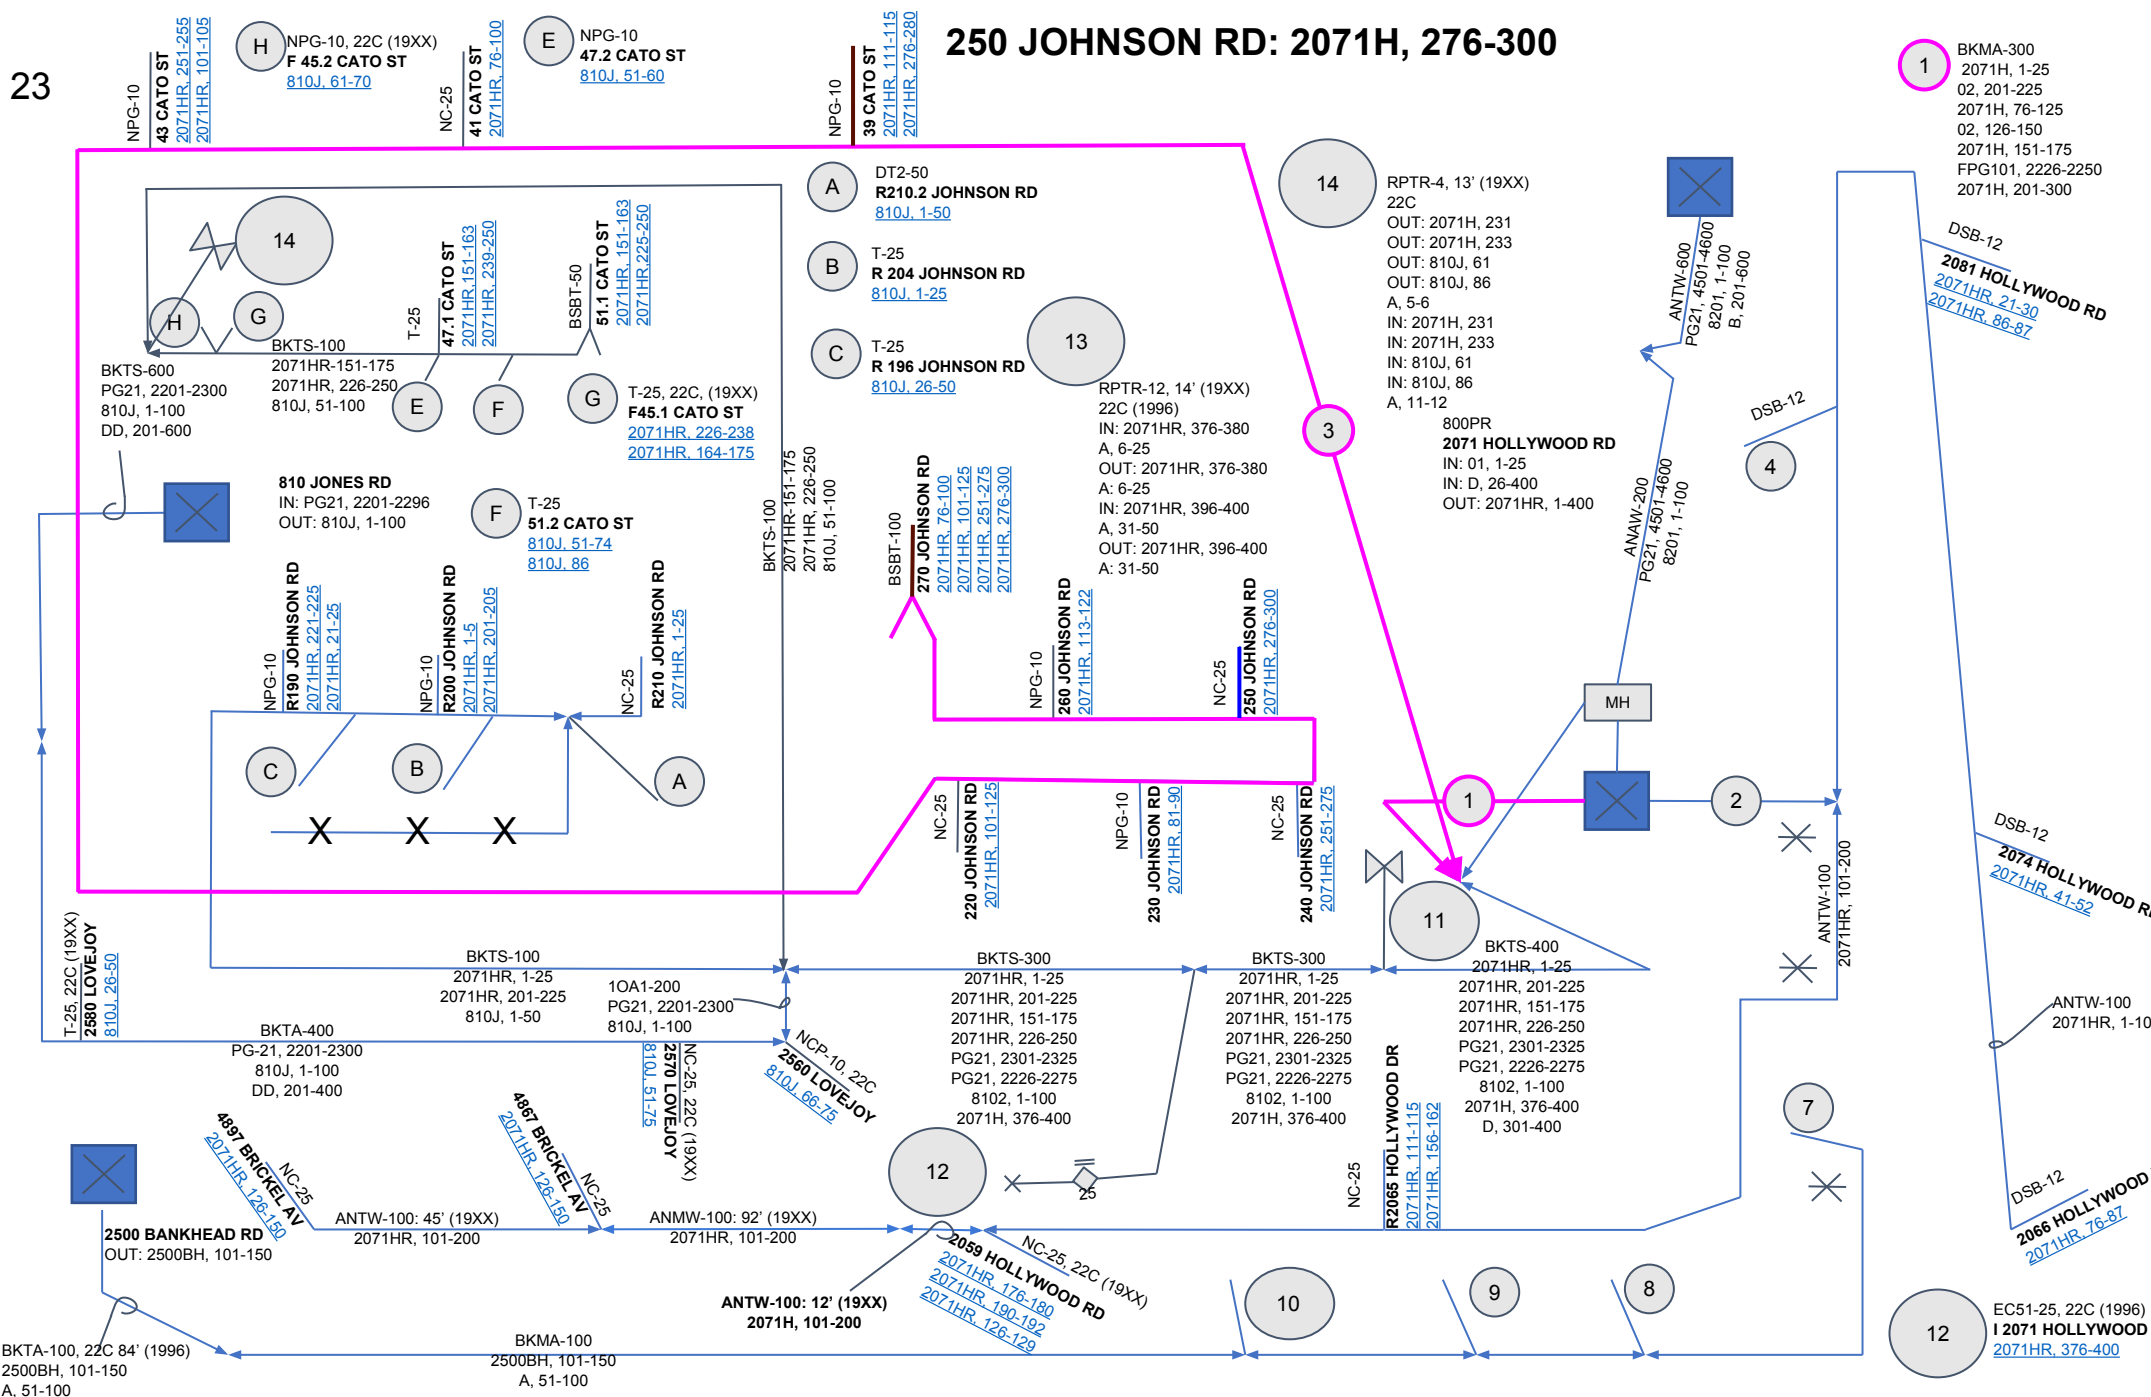 250 JOHNSON RD: 2071H, 276-300
23
NPG-10
43 CATO ST
2071HR, 251-255
2071HR, 101-105
H
NPG-10, 22C (19XX)
F 45.2 CATO ST
810J, 61-70
NC-25
41 CATO ST
2071HR, 76-100
E
NPG-10
47.2 CATO ST
810J, 51-60
NPG-10
39 CATO ST
2071HR, 111-115
2071HR, 276-280
1
BKMA-300
2071H, 1-25
02, 201-225
2071H, 76-125
02, 126-150
2071H, 151-175
FPG101, 2226-2250
2071H, 201-300
A
DT2-50
R210.2 JOHNSON RD
810J, 1-50
B
T-25
R 204 JOHNSON RD
810J, 1-25
C
T-25
R 196 JOHNSON RD
810J, 26-50
14
RPTR-4, 13’ (19XX)
22C
OUT: 2071H, 231
OUT: 2071H, 233
OUT: 810J, 61
OUT: 810J, 86
A, 5-6
IN: 2071H, 231
IN: 2071H, 233
IN: 810J, 61
IN: 810J, 86
A, 11-12
800PR
2071 HOLLYWOOD RD
IN: 01, 1-25
IN: D, 26-400
OUT: 2071HR, 1-400
ANTW-600
PG21, 4501-4600
8201, 1-100
B, 201-600
DSB-12
2081 HOLLYWOOD RD
2071HR, 21-30
2071HR, 86-87
14
H
G
T-25
47.1 CATO ST
2071HR,151-163
2071HR, 239-250
BSBT-50
51.1 CATO ST
2071HR, 151-163
2071HR,225-250
BKTS-600
PG21, 2201-2300
810J, 1-100
DD, 201-600
BKTS-100
2071HR-151-175
2071HR, 226-250
810J, 51-100
E
F
G
T-25, 22C, (19XX)
F45.1 CATO ST
2071HR, 226-238
2071HR, 164-175
13
RPTR-12, 14’ (19XX)
22C (1996)
IN: 2071HR, 376-380
A, 6-25
OUT: 2071HR, 376-380
A: 6-25
IN: 2071HR, 396-400
A, 31-50
OUT: 2071HR, 396-400
A: 31-50
3
DSB-12
4
810 JONES RD
IN: PG21, 2201-2296
OUT: 810J, 1-100
F
T-25
51.2 CATO ST
810J, 51-74
810J, 86
BKTS-100
2071HR-151-175
2071HR, 226-250
810J, 51-100
BSBT-100
270 JOHNSON RD
2071HR, 76-100
2071HR, 101-125
2071HR, 251-275
2071HR, 276-300
ANAW-200
PG21, 4501-4600
8201, 1-100
NPG-10
R190 JOHNSON RD
2071HR, 221-225
2071HR, 21-25
NPG-10
R200 JOHNSON RD
2071HR, 1-5
2071HR, 201-205
NC-25
R210 JOHNSON RD
2071HR, 1-25
NPG-10
260 JOHNSON RD
2071HR, 113-122
NC-25
250 JOHNSON RD
2071HR, 276-300
MH
C
B
A
X
X
X
NC-25
220 JOHNSON RD
2071HR, 101-125
NPG-10
230 JOHNSON RD
2071HR, 81-90
NC-25
240 JOHNSON RD
2071HR, 251-275
1
2
11
ANTW-100
2071HR, 101-200
DSB-12
2074 HOLLYWOOD R
2071HR, 41-52
T-25, 22C (19XX)
2580 LOVEJOY
810J, 26-50
BKTS-100
2071HR, 1-25
2071HR, 201-225
810J, 1-50
1OA1-200
PG21, 2201-2300
810J, 1-100
BKTS-300
2071HR, 1-25
2071HR, 201-225
2071HR, 151-175
2071HR, 226-250
PG21, 2301-2325
PG21, 2226-2275
8102, 1-100
2071H, 376-400
BKTS-300
2071HR, 1-25
2071HR, 201-225
2071HR, 151-175
2071HR, 226-250
PG21, 2301-2325
PG21, 2226-2275
8102, 1-100
2071H, 376-400
BKTS-400
2071HR, 1-25
2071HR, 201-225
2071HR, 151-175
2071HR, 226-250
PG21, 2301-2325
PG21, 2226-2275
8102, 1-100
2071H, 376-400
D, 301-400
ANTW-100
2071HR, 1-10
BKTA-400
PG-21, 2201-2300
810J, 1-100
DD, 201-400
NC-25, 22C (19XX)
2570 LOVEJOY
810J, 51-75
NCP-10, 22C
2560 LOVEJOY
810J, 66-75
NC-25
R2065 HOLLYWOOD DR
2071HR, 111-115
2071HR, 156-162
7
12
25
NC-25
4897 BRICKEL AV
2071HR, 126-150
NC-25
4867 BRICKEL AV
2071HR, 126-150
2500 BANKHEAD RD
OUT: 2500BH, 101-150
ANTW-100: 45’ (19XX)
2071HR, 101-200
ANMW-100: 92’ (19XX)
2071HR, 101-200
NC-25, 22C (19XX)
2059 HOLLYWOOD RD
2071HR, 176-180
2071HR, 190-192
2071HR, 126-129
ANTW-100: 12’ (19XX)
2071H, 101-200
DSB-12
2066 HOLLYWOOD
2071HR, 76-87
10
9
8
BKTA-100, 22C 84’ (1996)
2500BH, 101-150
A, 51-100
BKMA-100
2500BH, 101-150
A, 51-100
12
EC51-25, 22C (1996)
I 2071 HOLLYWOOD
2071HR, 376-400